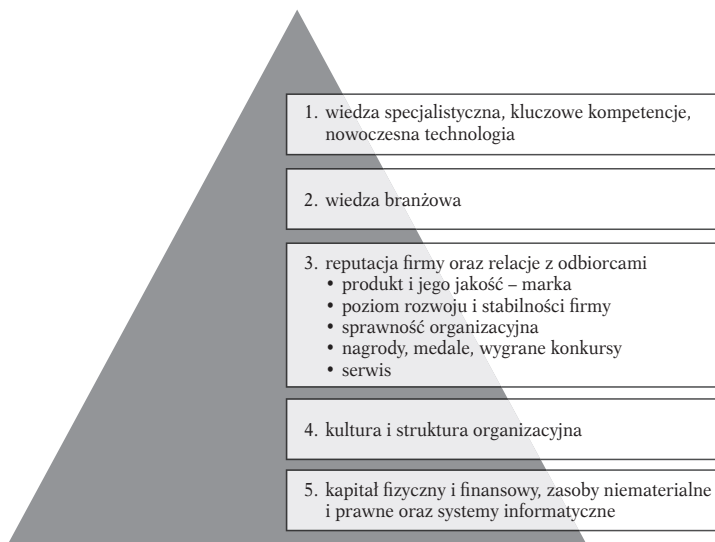 1. wiedza specjalistyczna, kluczowe kompetencje,
nowoczesna technologia
2. wiedza branżowa
3. reputacja firmy oraz relacje z odbiorcami
• produkt i jego jakość – marka
• poziom rozwoju i stabilności firmy
• sprawność organizacyjna
• nagrody, medale, wygrane konkursy
• serwis
4. kultura i struktura organizacyjna
5. kapitał fizyczny i finansowy, zasoby niematerialne
i prawne oraz systemy informatyczne